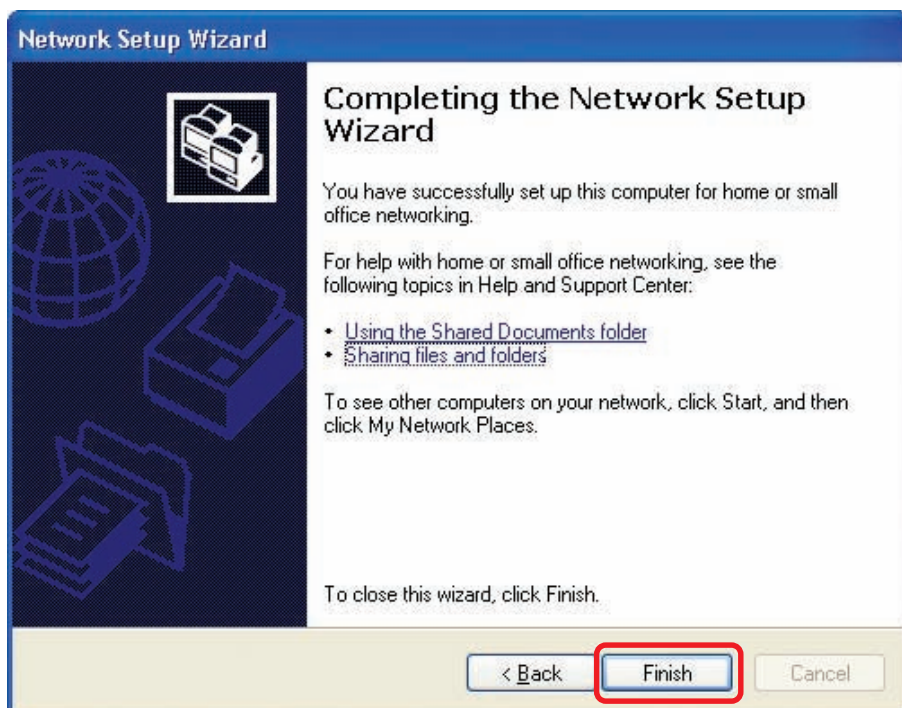 Network Setup Wizard
Completing the Network Setup
Wizard
You have successfully set up this computer for home or small
office networking.
For help with home or small office networking, see the
following topics in Help and Support Center:
• Using the Shared Documents folder
• Sharing files and folders
To see other computers on your network, click Start, and then
click My Network Places.
To close this wizard, click Finish.
< Back Finish Cancel